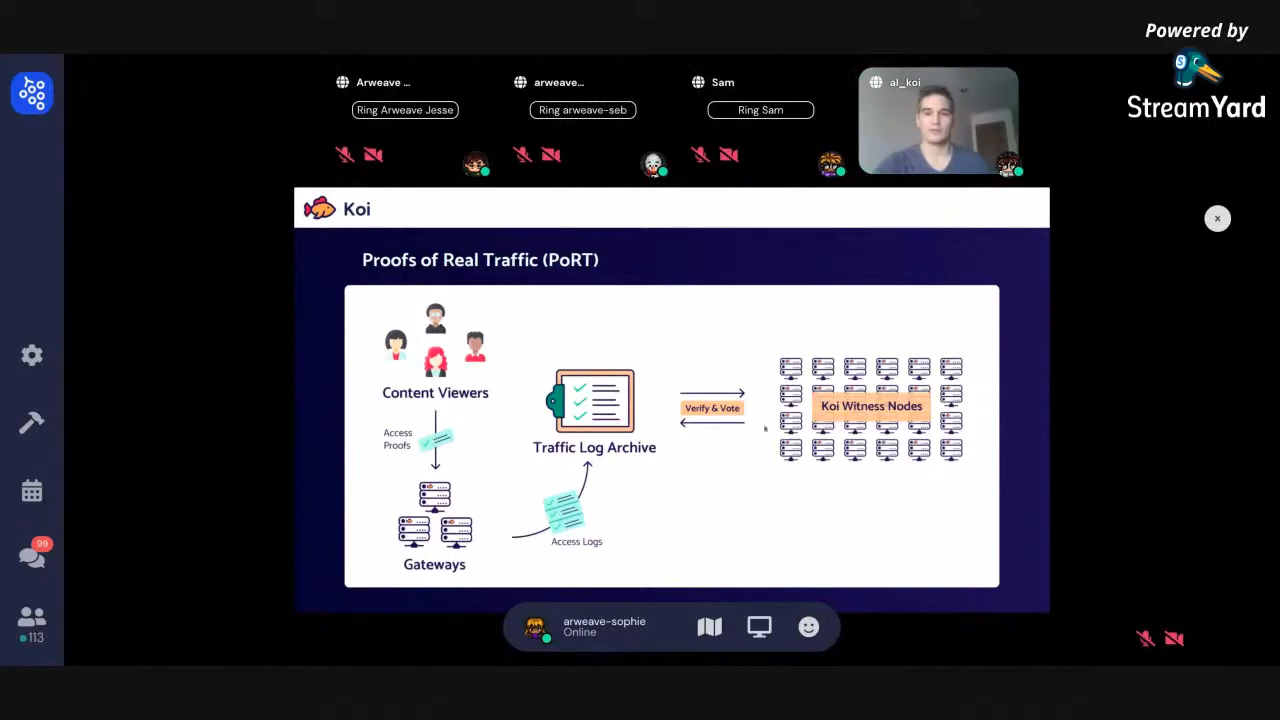 Powered by
StreamYard
Arweave ...
Ring Arweave Jesse
arweave...
Ring arweave-seb
Sam
Ring Sam
al_koi
Koi
Proofs of Real Traffic (PoRT)
Content Viewers
Access
Proofs
Gateways
Access Logs
Traffic Log Archive
Verify & Vote
Koi Witness Nodes
99
113
arweave-sophie
Online